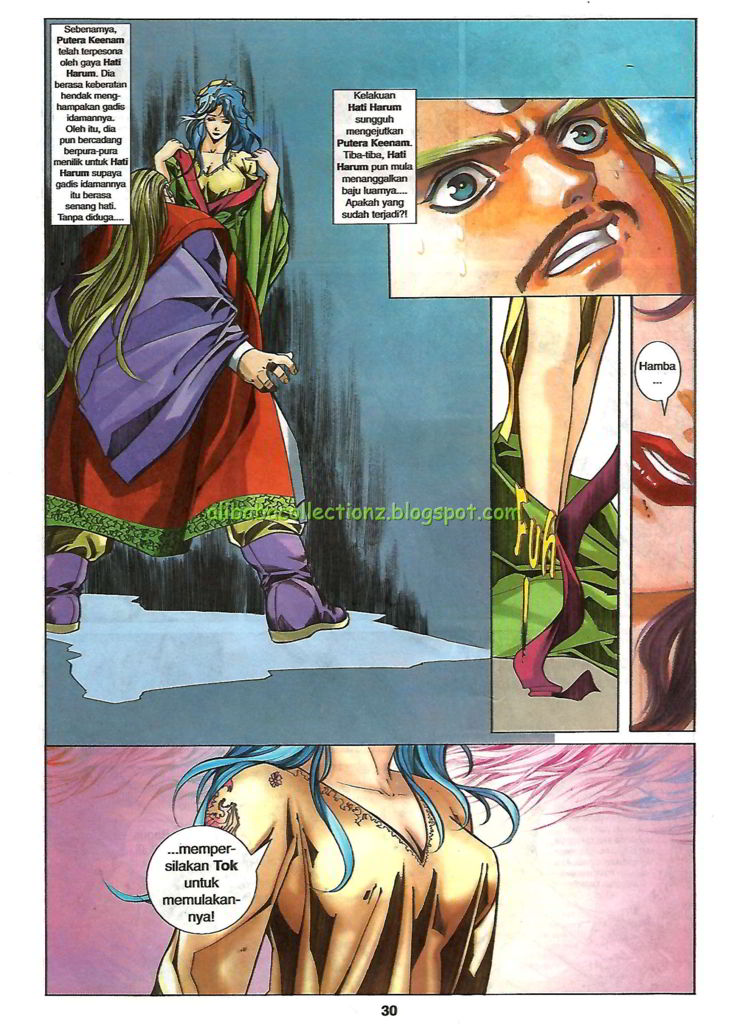 Sebenamya,
Putera Keenam
telah terpesona
oleh gaya Hati
Harum. Dia
berasa keberatan
hendak meng-
hampakan gadis
idamannya.
Oleh itu, dia
pun bercadang
berpura-pura
menilik untuk Hati
Harum supaya
gadis idamannya
itu berasa
senang hati.
Tanpa diduga....
Kelakuan
Hati Harum
sungguh
mengejutkan
Putera Keenam.
Tiba-tiba, Hati
Harum pun mula
menanggalkan
baju luarnya....
Apakah yang
sudah terjadi?!
Hamba
...
alibabacollectionz.blogspot.com
...memper-
silakan Tok
untuk
memulakan-
nya!
30